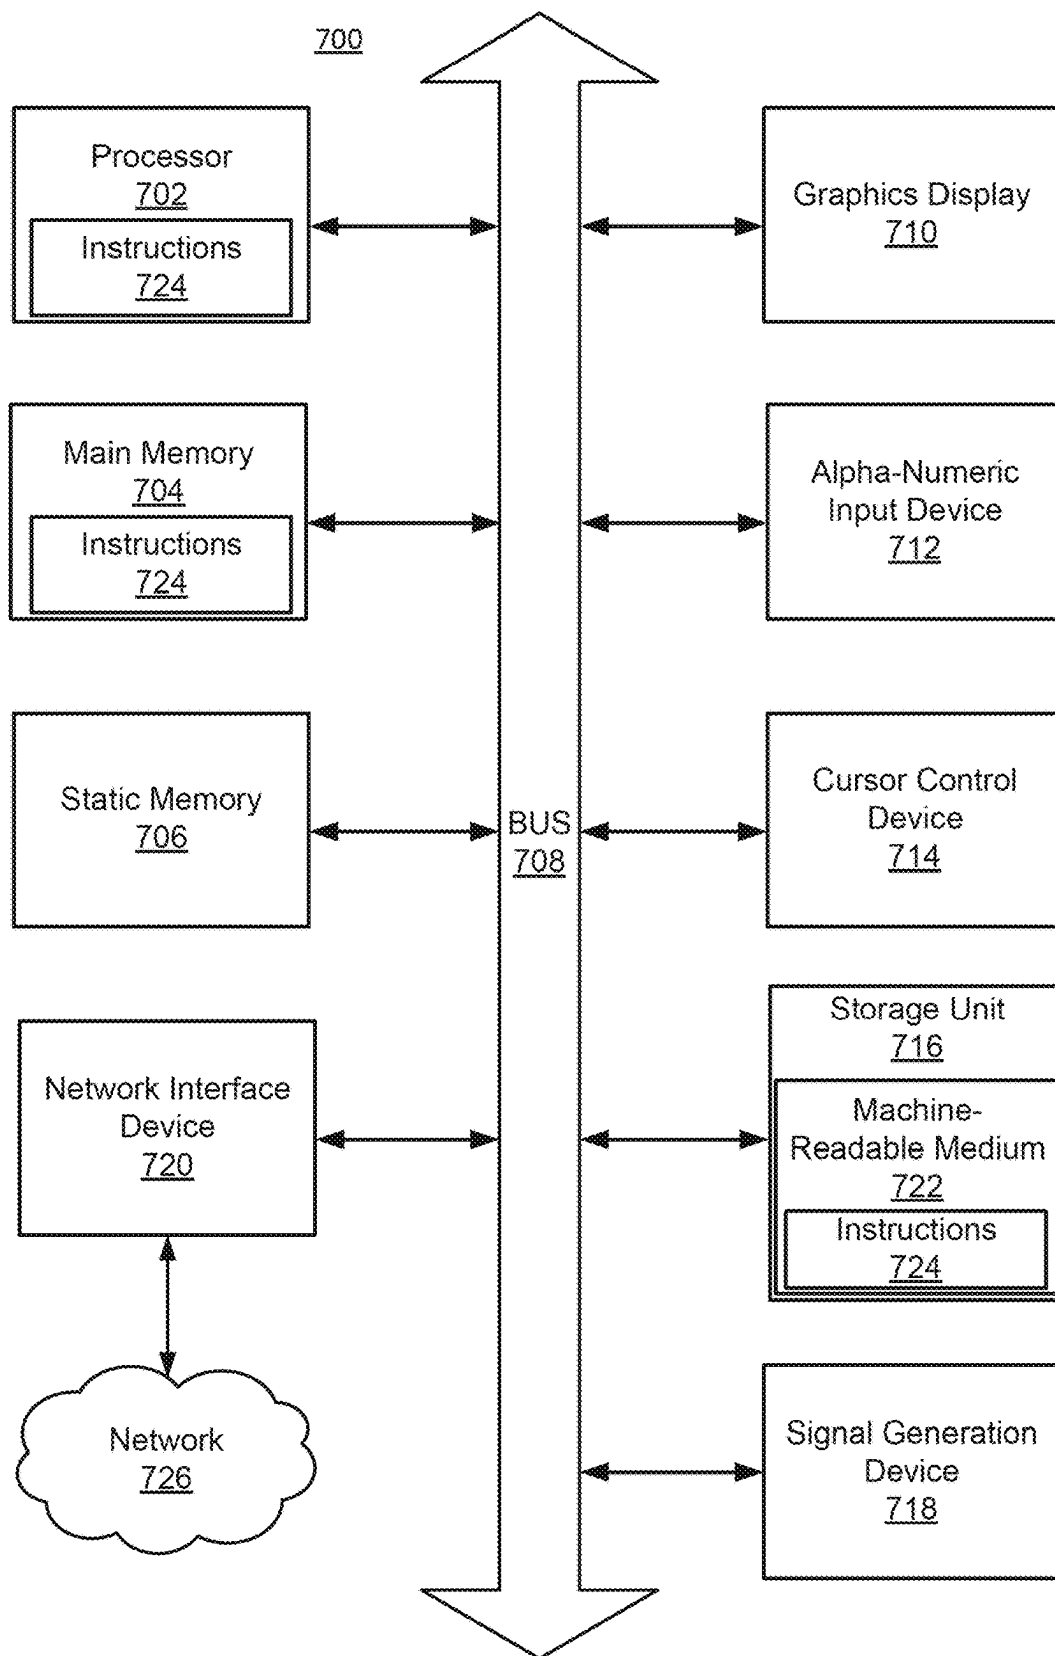 700
Processor
702
Instructions
724
Main Memory
704
Instructions
724
Static Memory
706
Network Interface
Device
720
Network
726
BUS
708
Graphics Display
710
Alpha-Numeric
Input Device
712
Cursor Control
Device
714
Storage Unit
716
Machine-
Readable Medium
722
Instructions
724
Signal Generation
Device
718